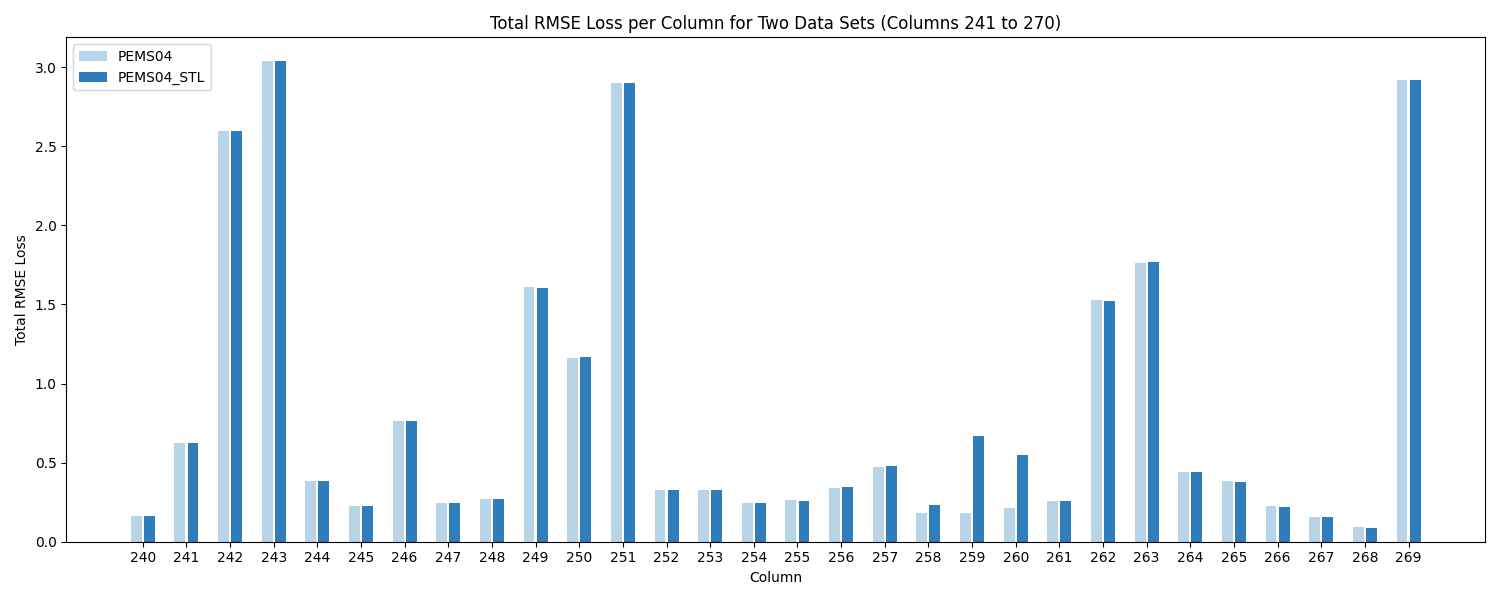 Total RMSE Loss per Column for Two Data Sets (Columns 241 to 270)
PEMS04
PEMS04_STL
Total RMSE Loss
3.0
2.5
2.0
1.5
1.0
0.5
0.0
240 241 242 243 244 245 246 247 248 249 250 251 252 253 254 255 256 257 258 259 260 261 262 263 264 265 266 267 268 269
Column